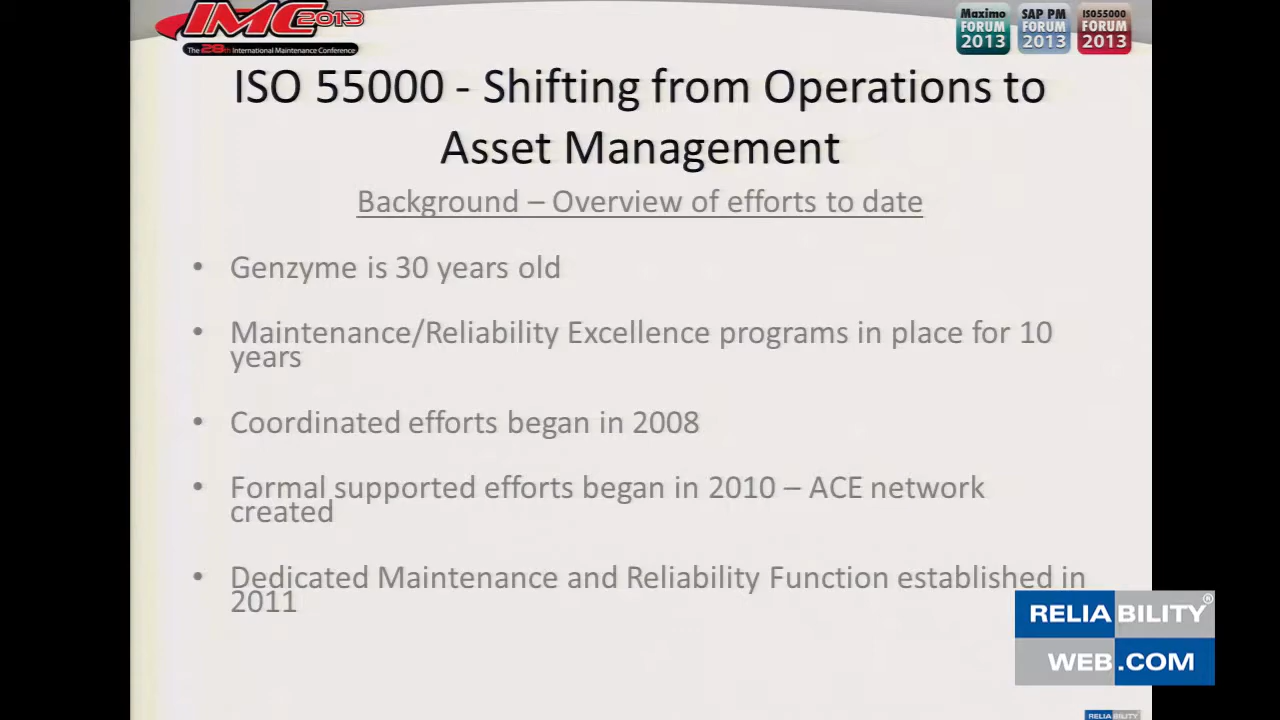 IMC 2013
The 28th International Maintenance Conference
Maximo
FORUM
2013
SAP PM
FORUM
2013
ISO55000
FORUM
2013
ISO 55000 - Shifting from Operations to
Asset Management
Background – Overview of efforts to date
• Genzyme is 30 years old
• Maintenance/Reliability Excellence programs in place for 10
years
• Coordinated efforts began in 2008
• Formal supported efforts began in 2010 – ACE network
created
• Dedicated Maintenance and Reliability Function established in
2011
RELIABILITY®
WEB.COM
RELIABILITY